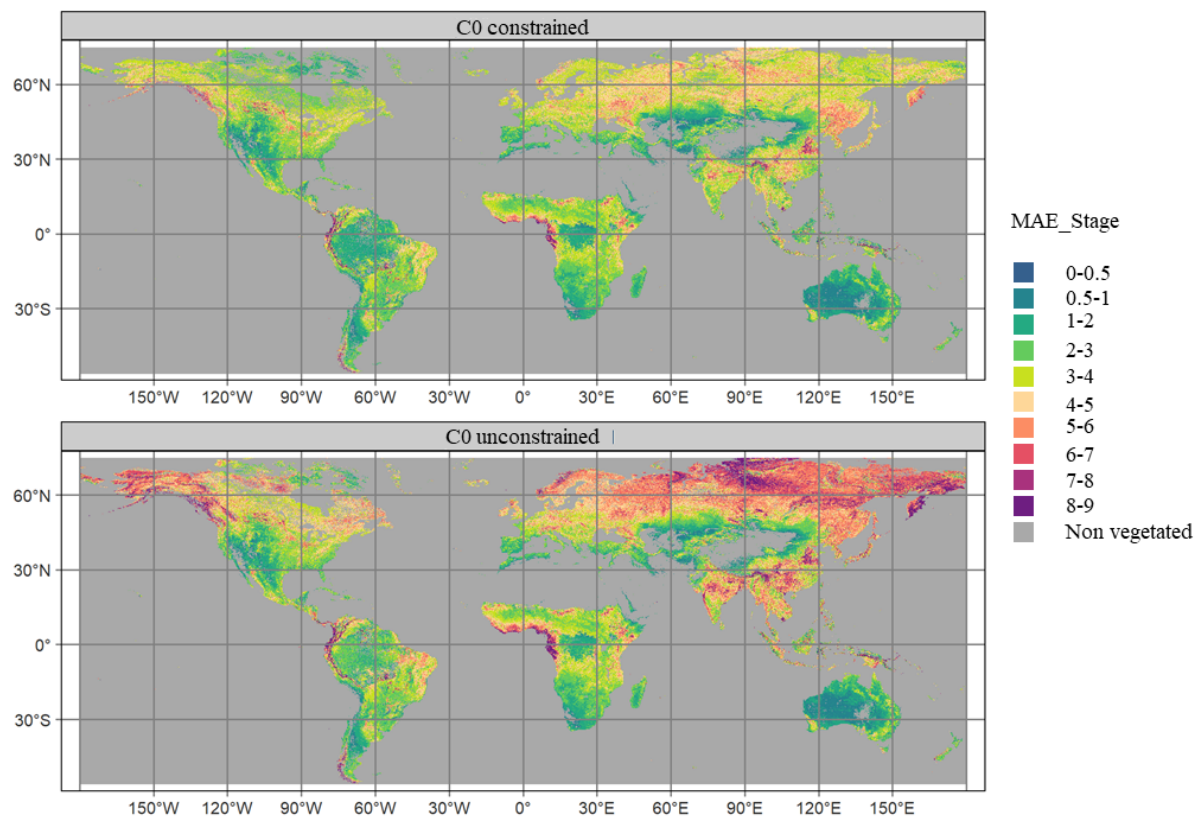 C0 constrained
60°N
30°N
0°
30°S
150°W 120°W 90°W 60°W 30°W 0° 30°E 60°E 90°E 120°E 150°E
C0 unconstrained
60°N
30°N
0°
30°S
150°W 120°W 90°W 60°W 30°W 0° 30°E 60°E 90°E 120°E 150°E
MAE_Stage
0-0.5
0.5-1
1-2
2-3
3-4
4-5
5-6
6-7
7-8
8-9
Non vegetated